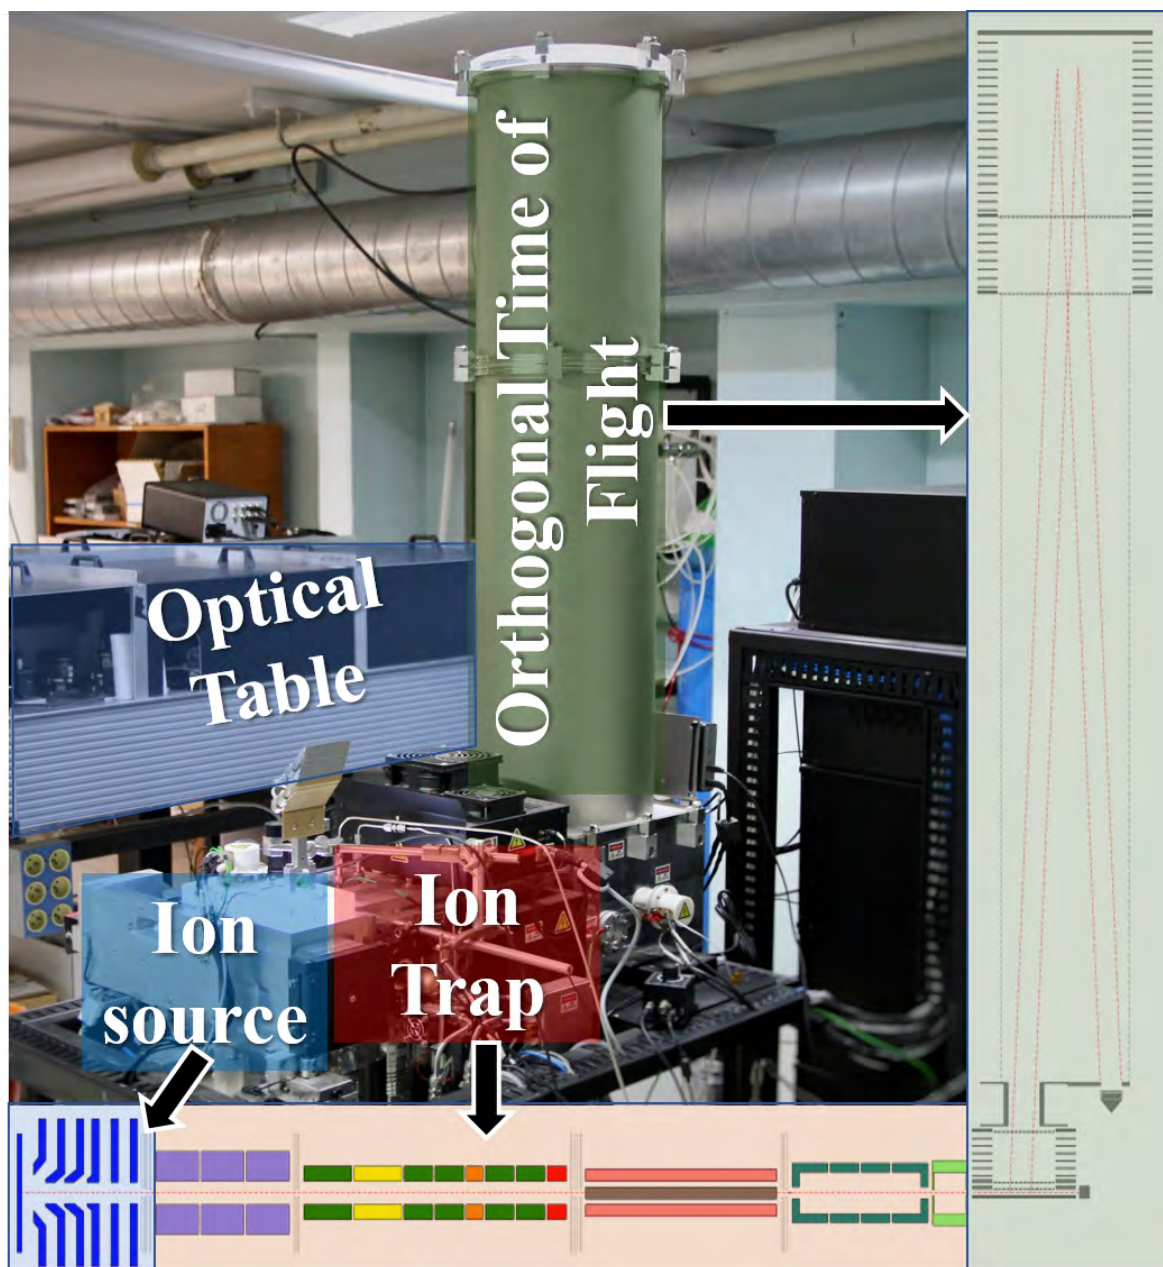 Orthogonal Time of
Flight
Optical
Table
Ion
source
Ion
Trap